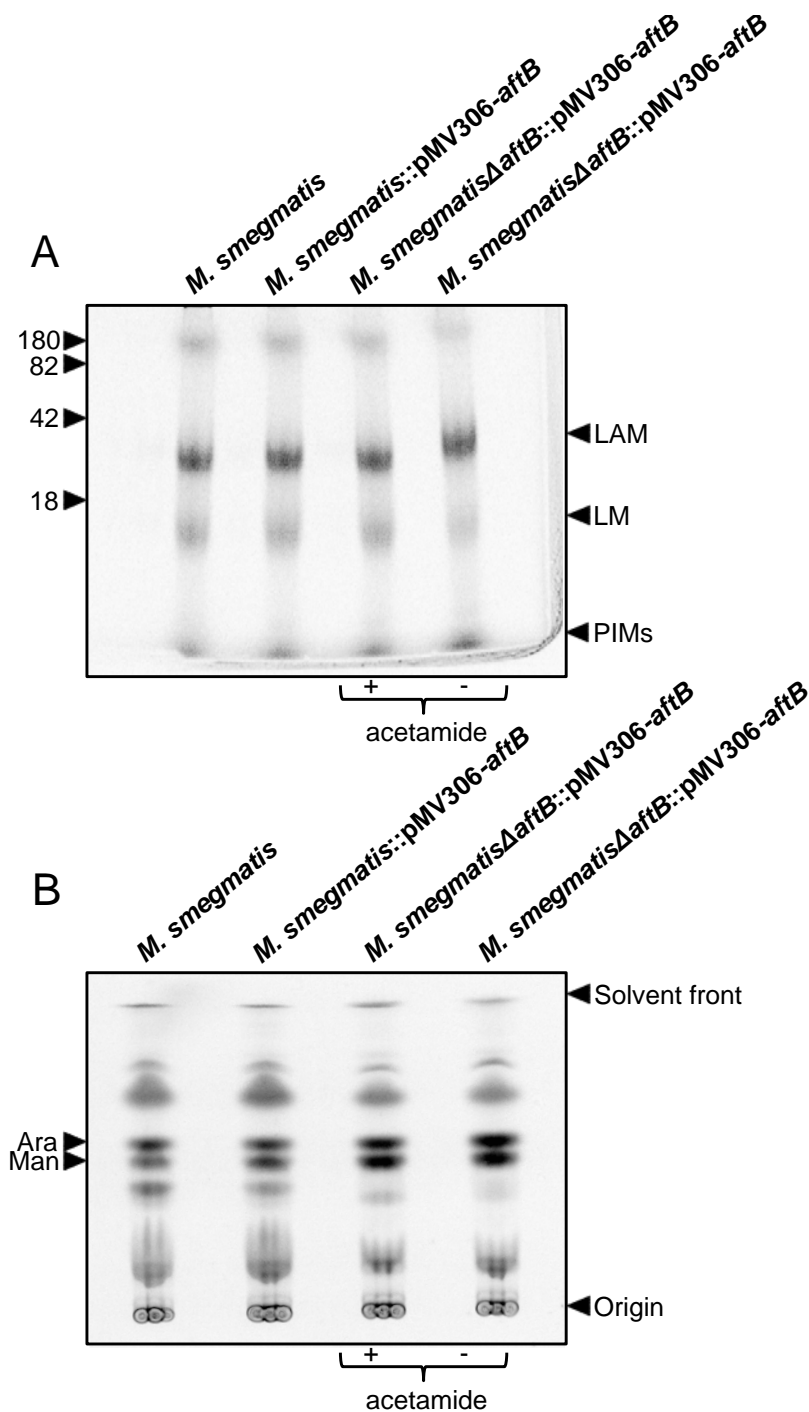 A
M. smegmatis
M. smegmatis::pMV306-aftB
M. smegmatisΔaftB::pMV306-aftB
M. smegmatisΔaftB::pMV306-aftB
180
82
42
18
LAM
LM
PIMs
+ -
acetamide
B
M. smegmatis
M. smegmatis::pMV306-aftB
M. smegmatisΔaftB::pMV306-aftB
M. smegmatisΔaftB::pMV306-aftB
Solvent front
Ara
Man
Origin
+ -
acetamide